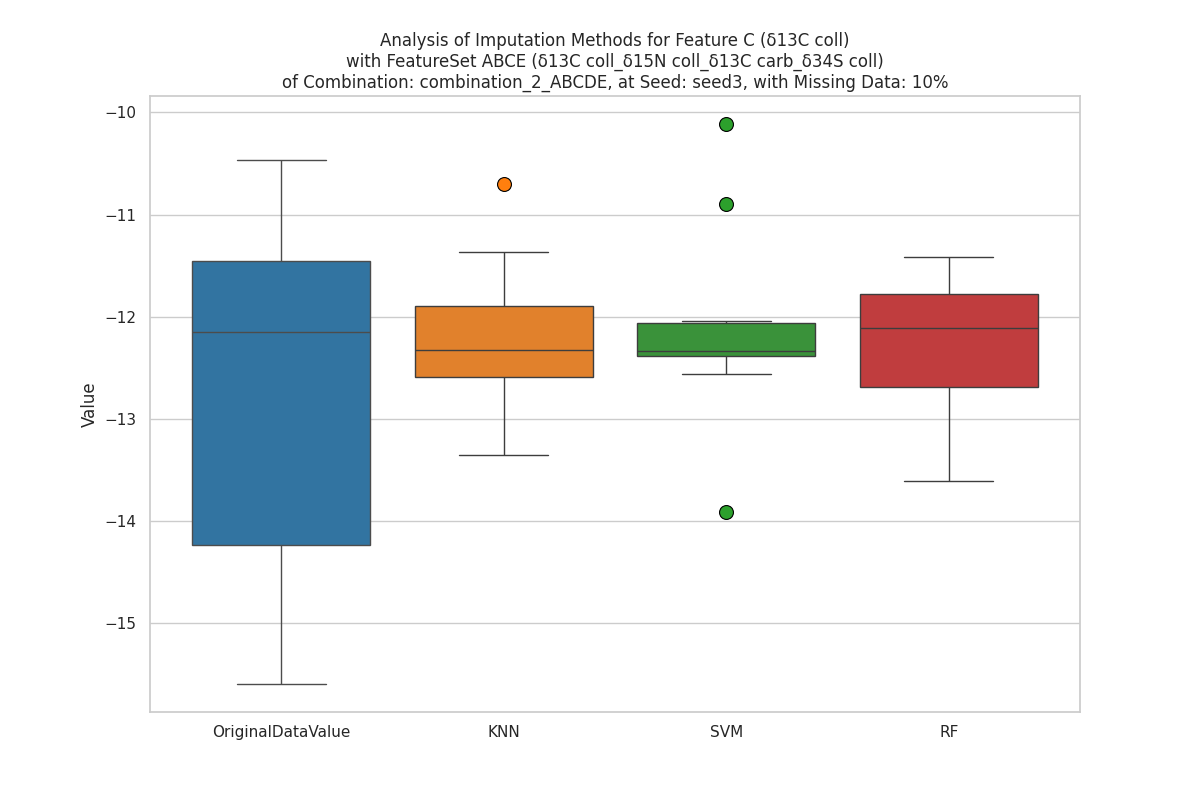 Analysis of Imputation Methods for Feature C (δ13C coll)
with FeatureSet ABCE (δ13C coll_δ15N coll_δ13C carb_δ34S coll)
of Combination: combination_2_ABCDE, at Seed: seed3, with Missing Data: 10%
−10
−11
−12
−13
−14
−15
Value
OriginalDataValue
KNN
SVM
RF